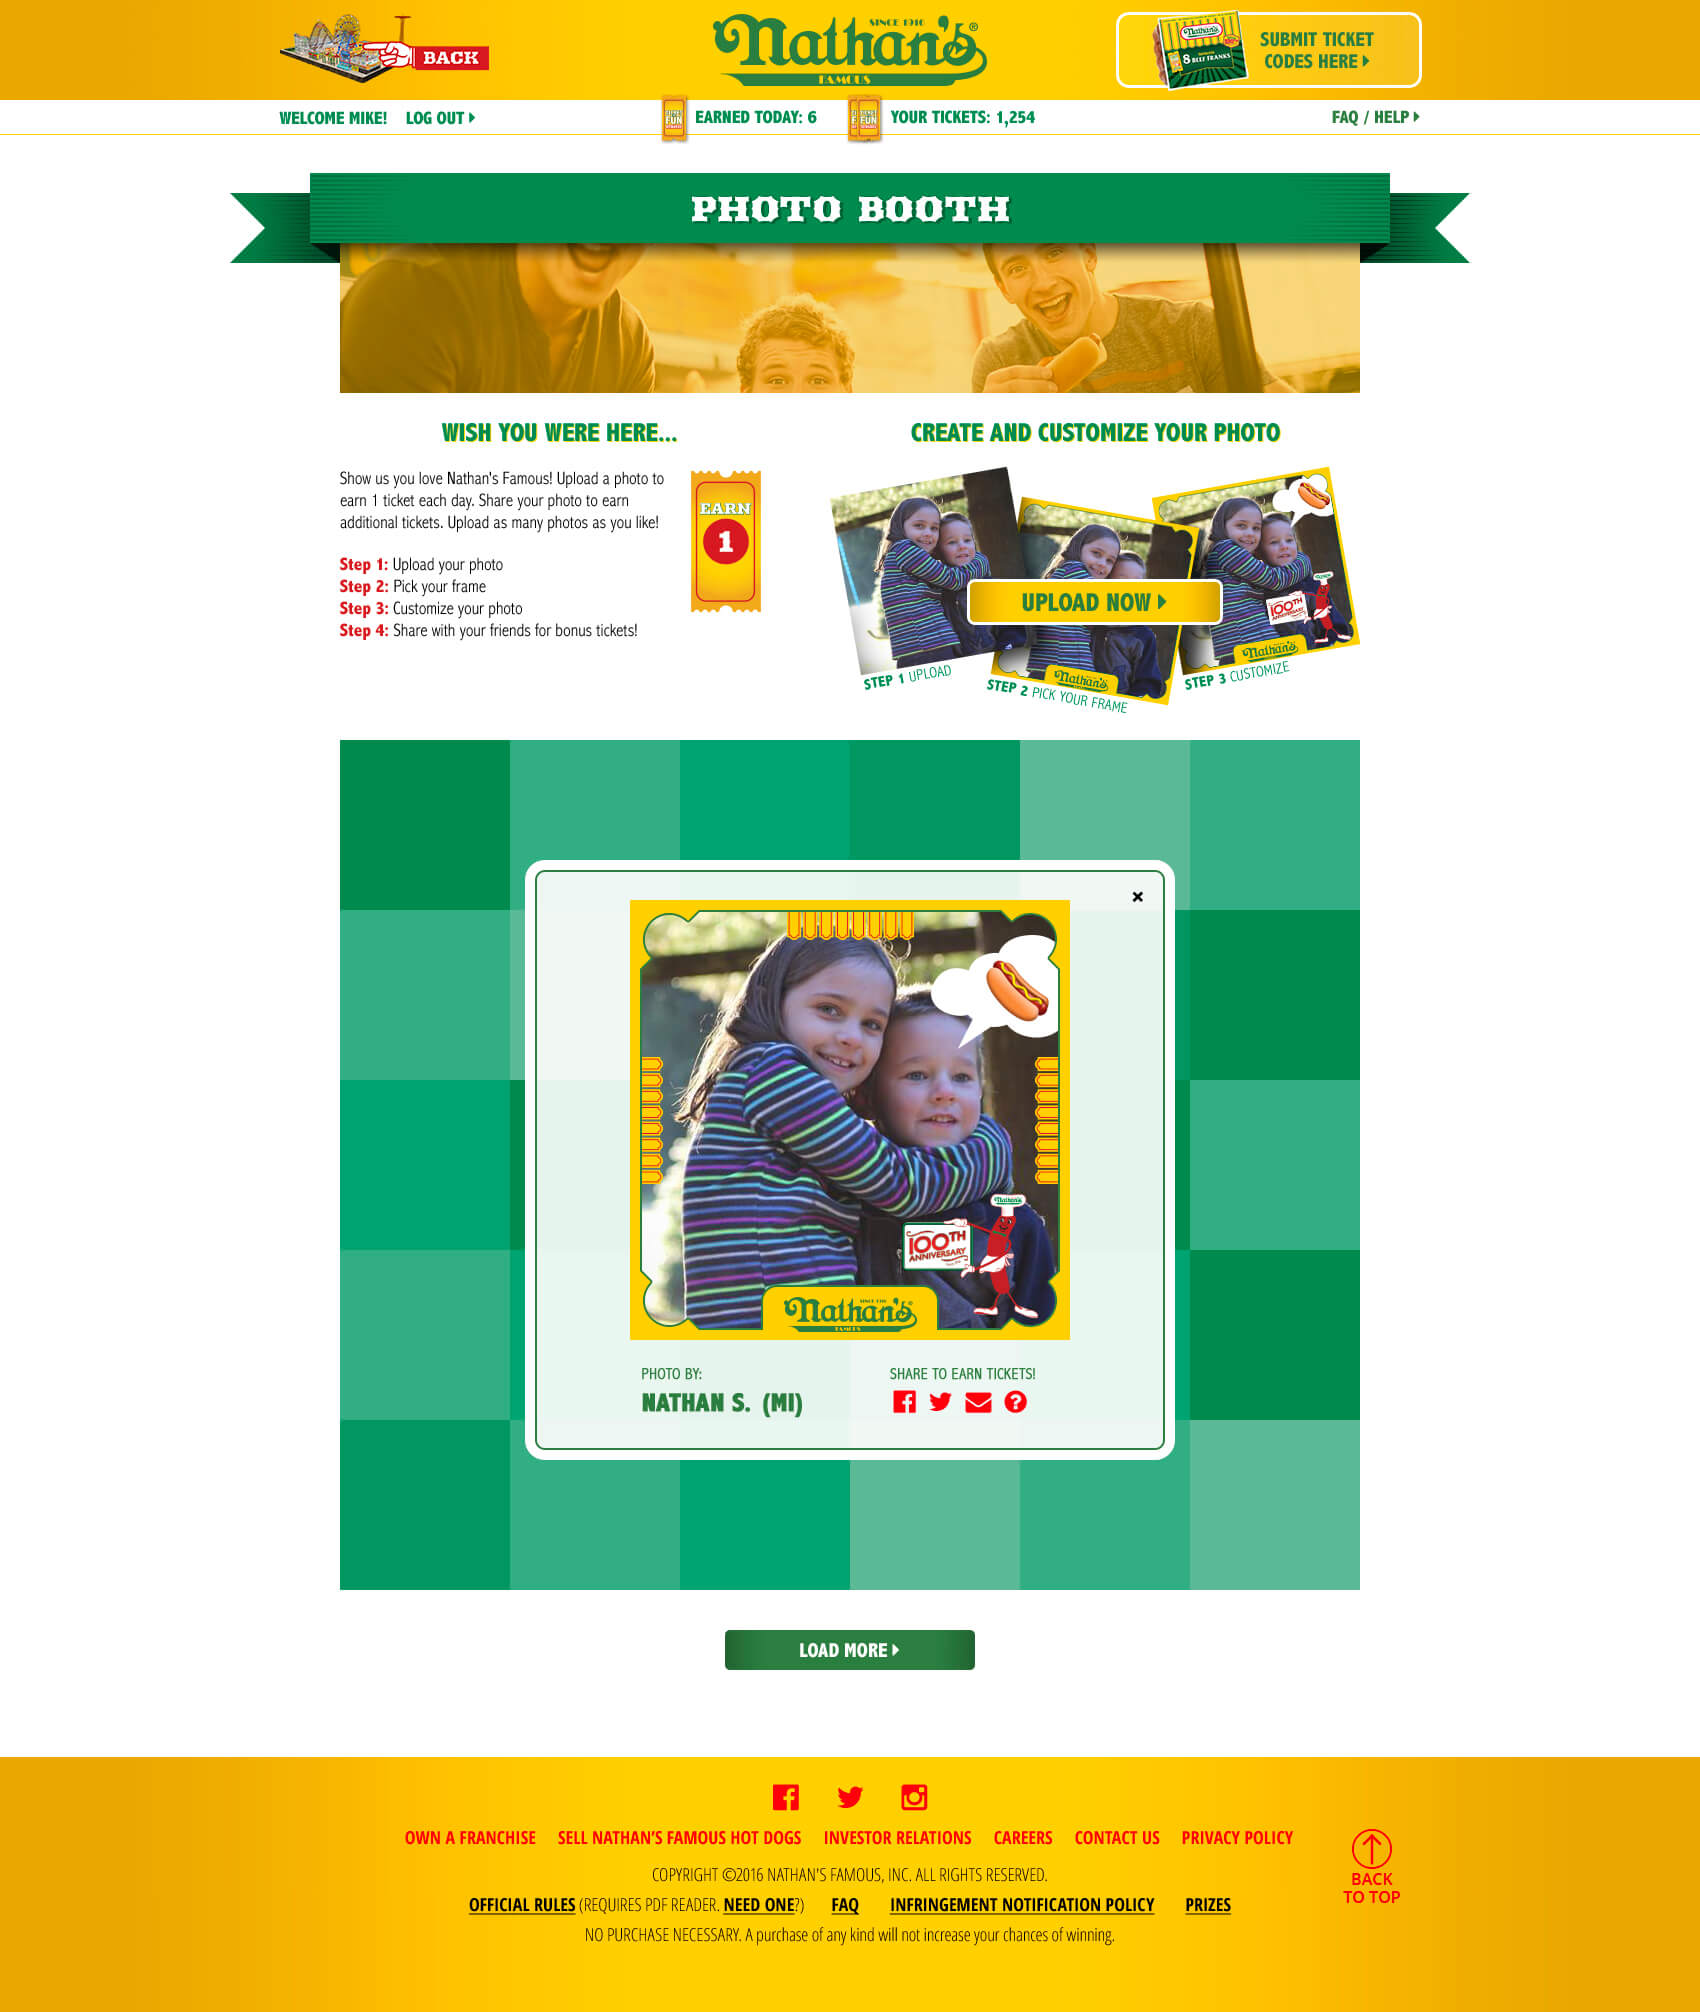 BACK
SINCE 1916
Nathan's®
FAMOUS
Nathan's
8 BEEF FRANKS
SUBMIT TICKET
CODES HERE
WELCOME MIKE! LOG OUT
FUN
EARNED TODAY: 6
FUN
YOUR TICKETS: 1,254
FAQ / HELP
PHOTO BOOTH
WISH YOU WERE HERE...
Show us you love Nathan's Famous! Upload a photo to
earn 1 ticket each day. Share your photo to earn
additional tickets. Upload as many photos as you like!
Step 1: Upload your photo
Step 2: Pick your frame
Step 3: Customize your photo
Step 4: Share with your friends for bonus tickets!
EARN
1
CREATE AND CUSTOMIZE YOUR PHOTO
UPLOAD NOW
100TH
ANNIVERSARY
Nathan's
Nathan's
STEP 1 UPLOAD
STEP 2 PICK YOUR FRAME
STEP 3 CUSTOMIZE
×
Nathan's
100TH
ANNIVERSARY
SINCE 1916
Nathan's®
FAMOUS
PHOTO BY:
NATHAN S. (MI)
SHARE TO EARN TICKETS!
?
LOAD MORE
OWN A FRANCHISE SELL NATHAN'S FAMOUS HOT DOGS INVESTOR RELATIONS CAREERS CONTACT US PRIVACY POLICY
COPYRIGHT ©2016 NATHAN'S FAMOUS, INC. ALL RIGHTS RESERVED.
OFFICIAL RULES (REQUIRES PDF READER. NEED ONE?) FAQ INFRINGEMENT NOTIFICATION POLICY PRIZES
NO PURCHASE NECESSARY. A purchase of any kind will not increase your chances of winning.
BACK
TO TOP